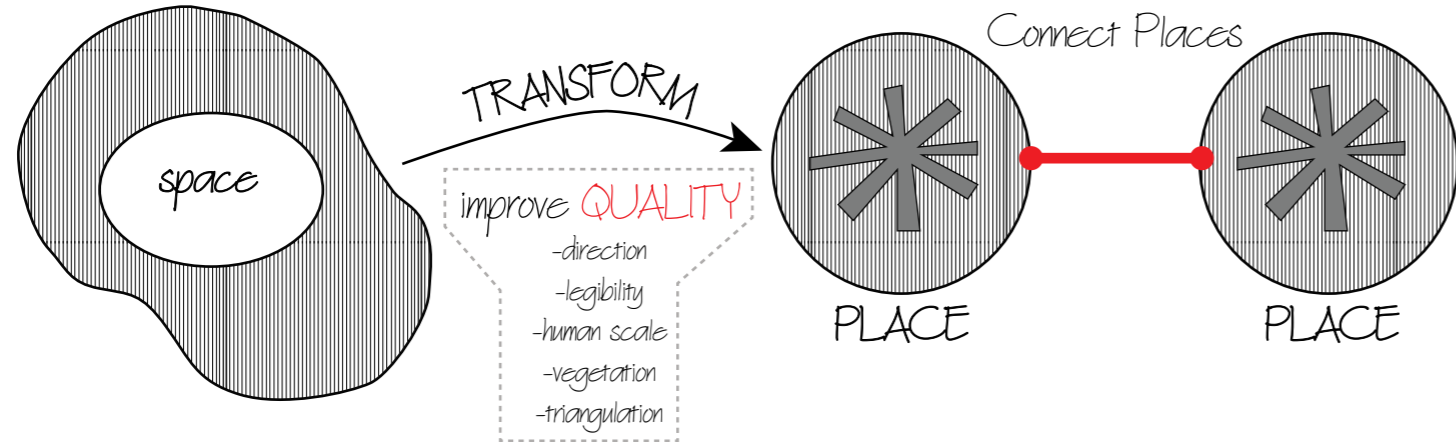 space
TRANSFORM
improve QUALITY
-direction
-legibility
-human scale
-vegetation
-triangulation
Connect Places
PLACE
PLACE